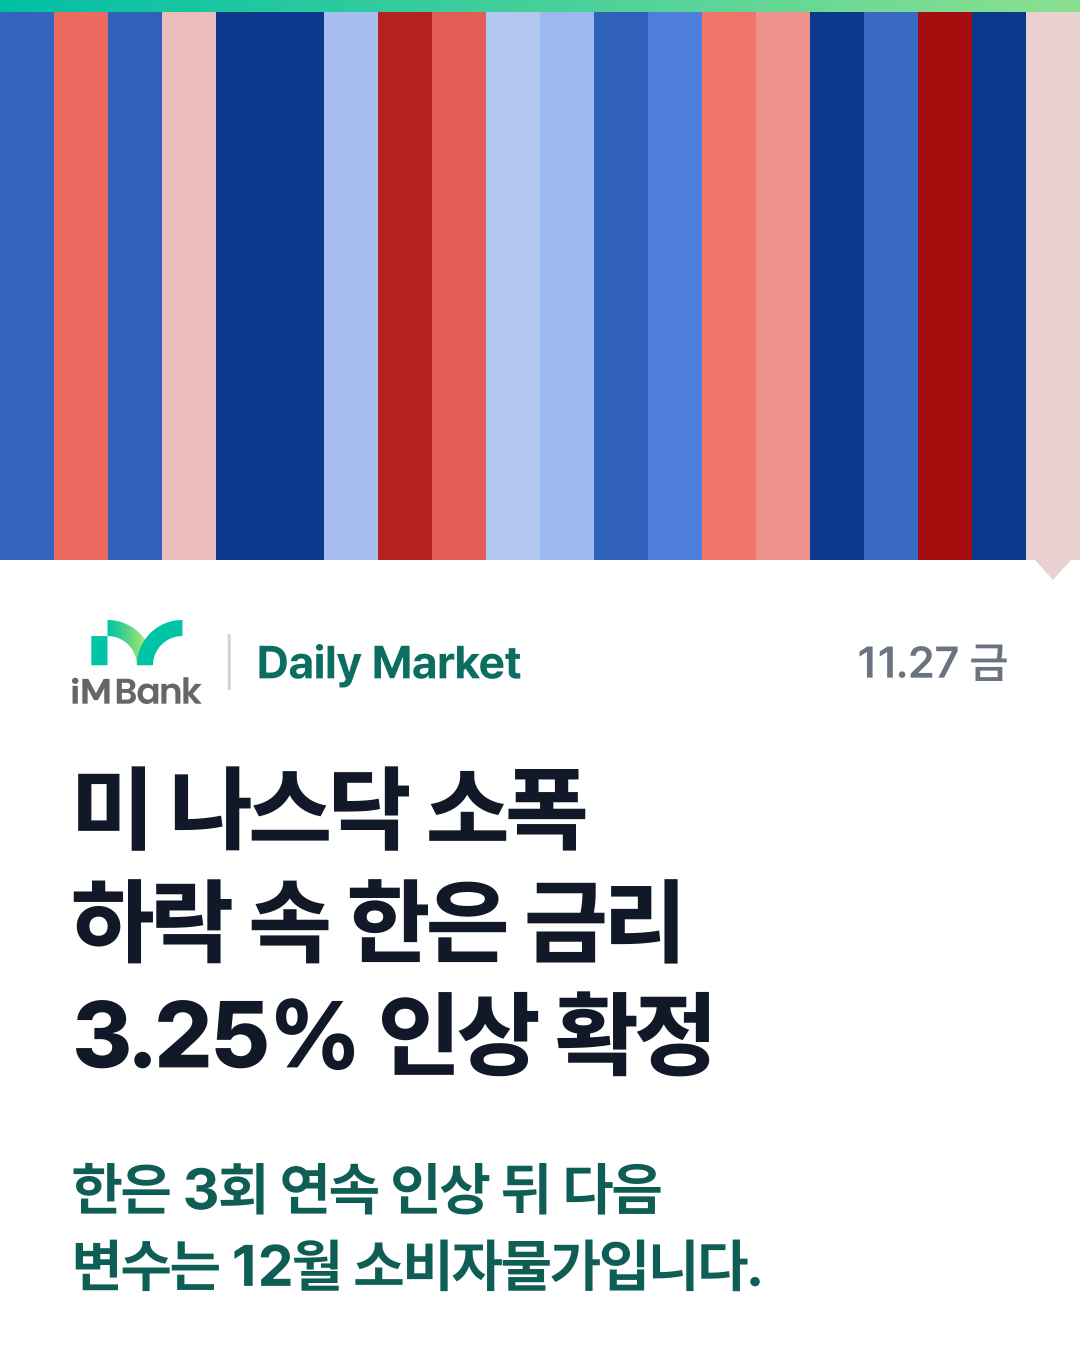 iM Bank
Daily Market
11.27 금
미 나스닥 소폭
하락 속 한은 금리
3.25% 인상 확정
한은 3회 연속 인상 뒤 다음
변수는 12월 소비자물가입니다.